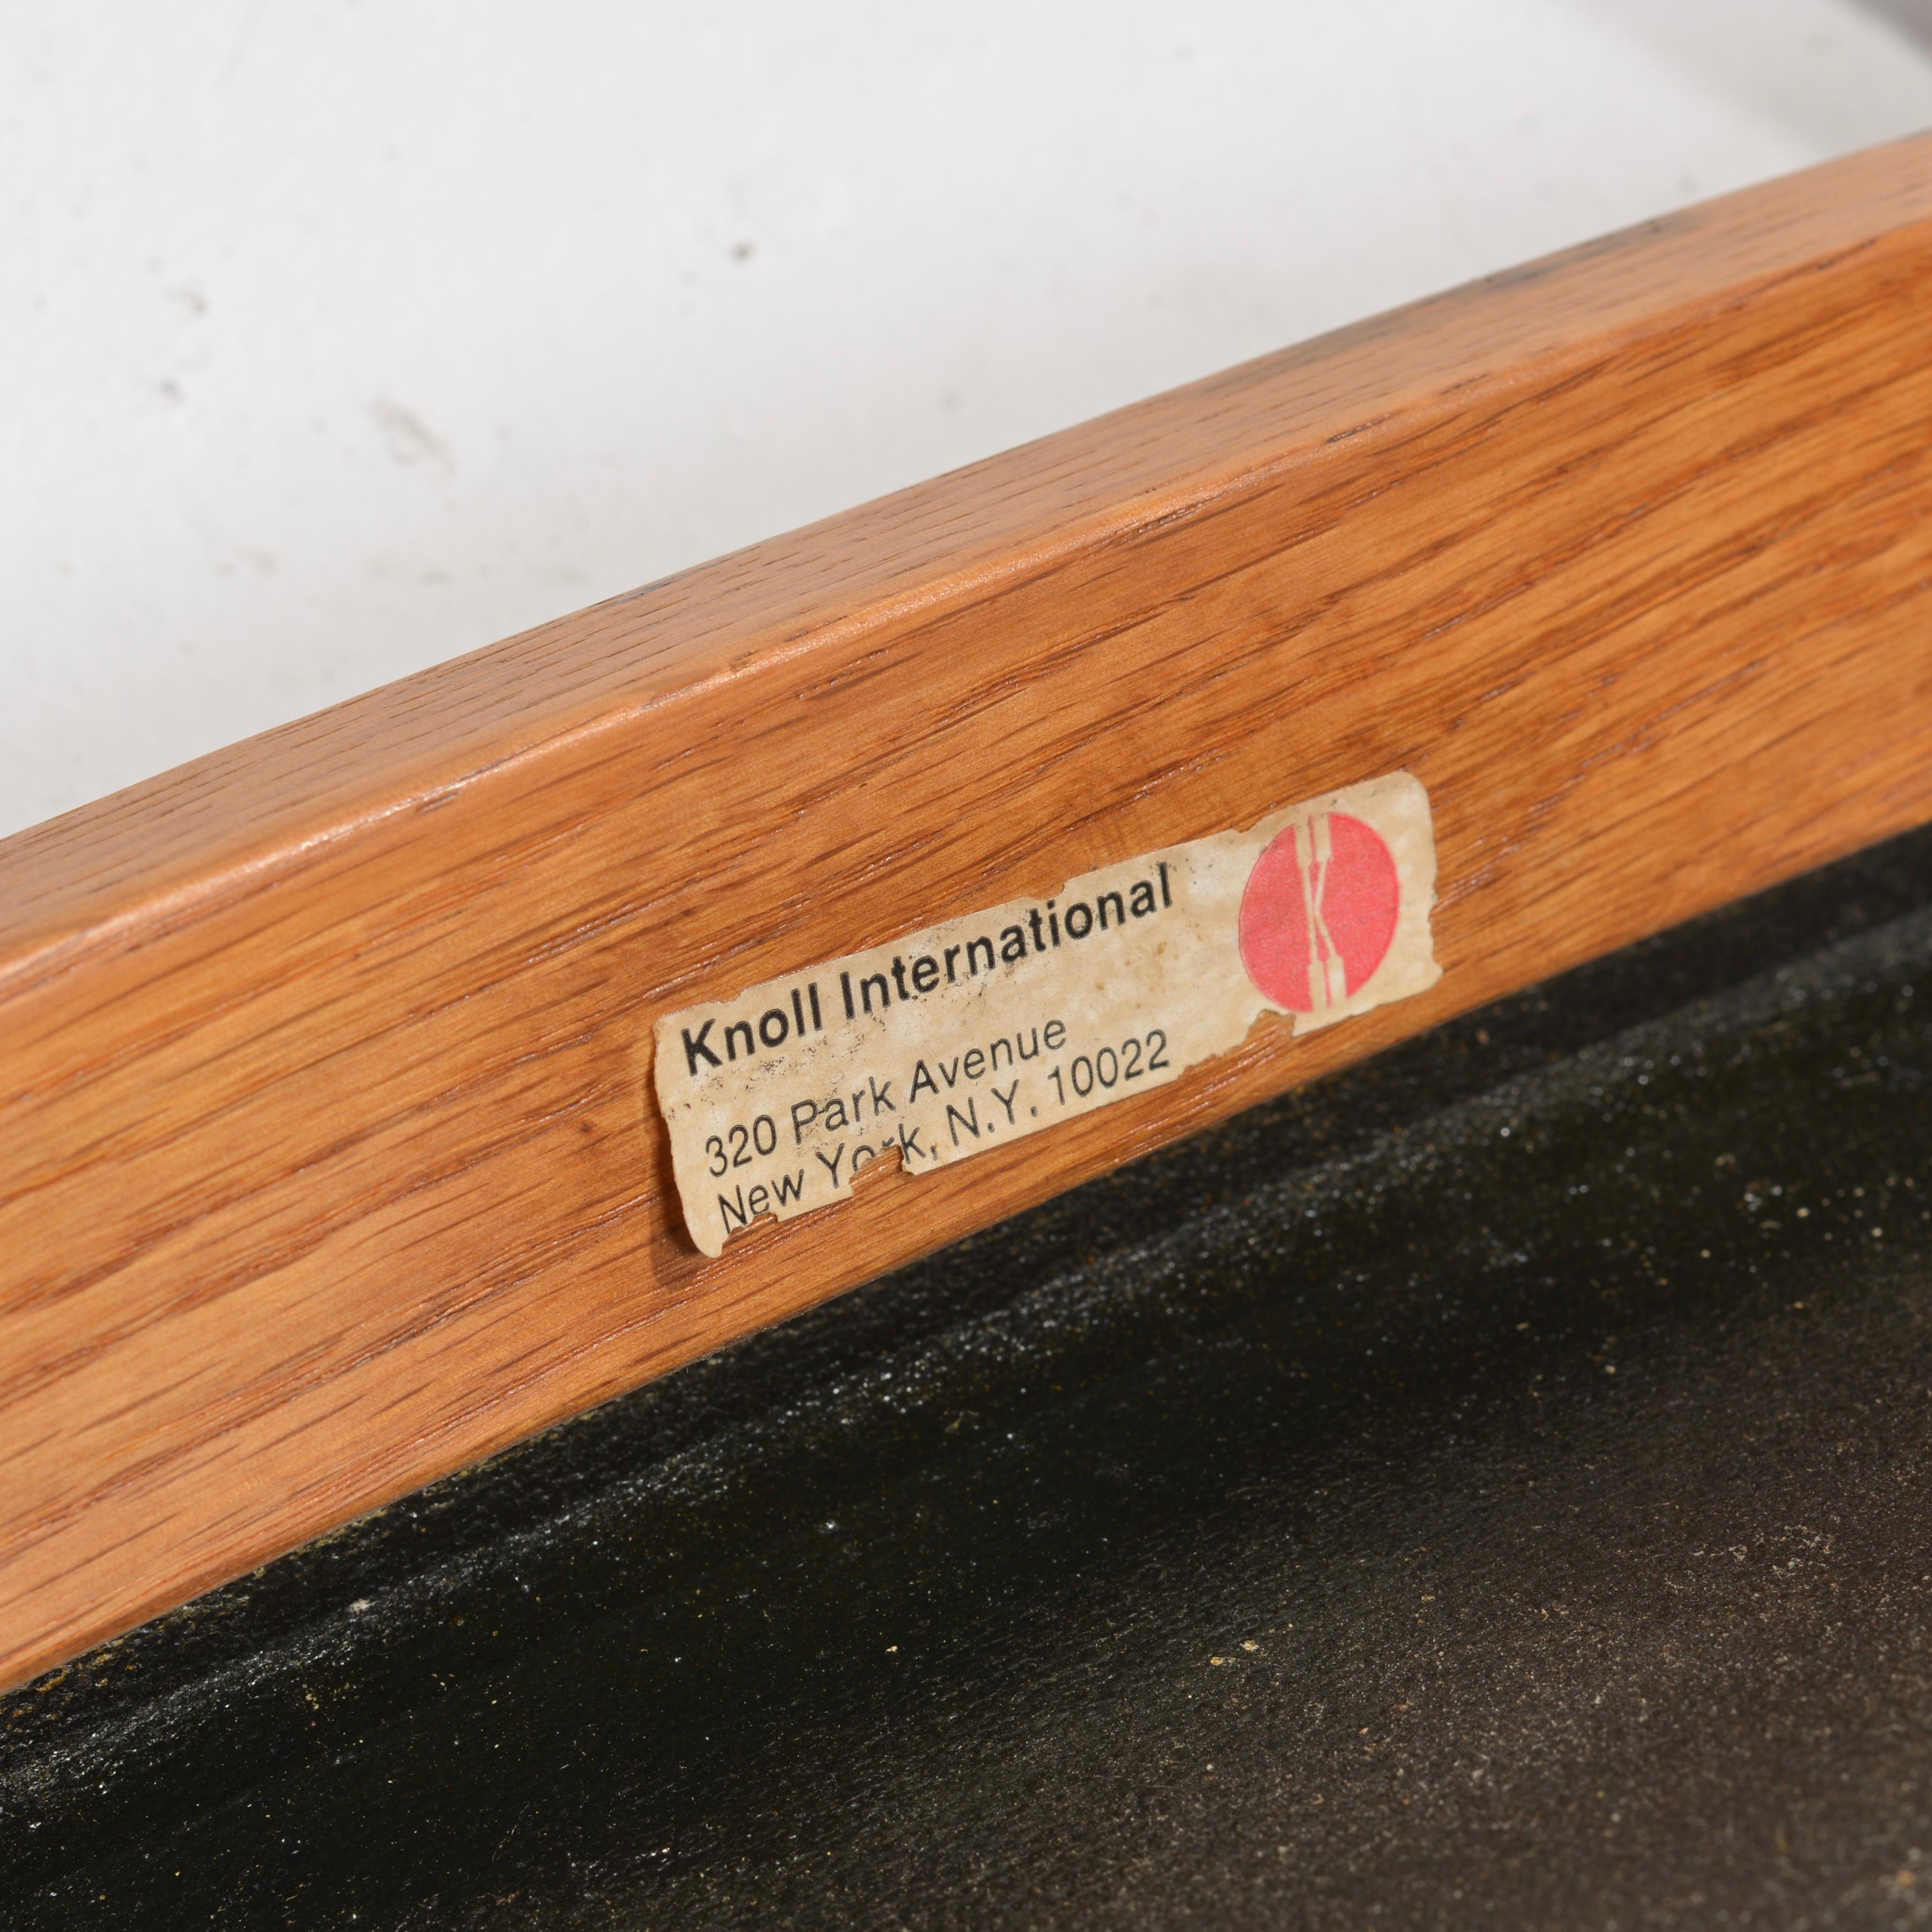 Knoll International
320 Park Avenue
New York, N.Y. 10022